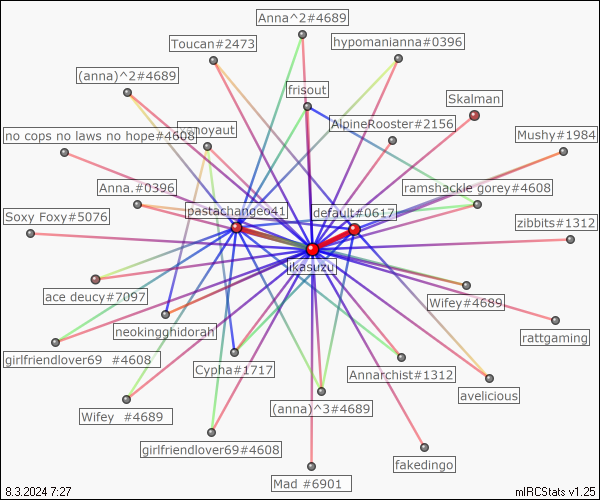 Anna^2#4689
Toucan#2473
hypomanianna#0396
(anna)^2#4689
frisout
Skalman
AlpineRooster#2156
no cops no laws no hope#4608
Mushy#1984
Anna.#0396
ramshackle gorey#4608
pastachangeo41
default#0617
Soxy Foxy#5076
zibbits#1312
ikasuzu
ace deucy#7097
Wifey#4689
neokingghidorah
rattgaming
girlfriendlover69 #4608
Cypha#1717
Annarchist#1312
avelicious
(anna)^3#4689
Wifey #4689
girlfriendlover69#4608
fakedingo
Mad #6901
8.3.2024 7:27
mIRCStats v1.25